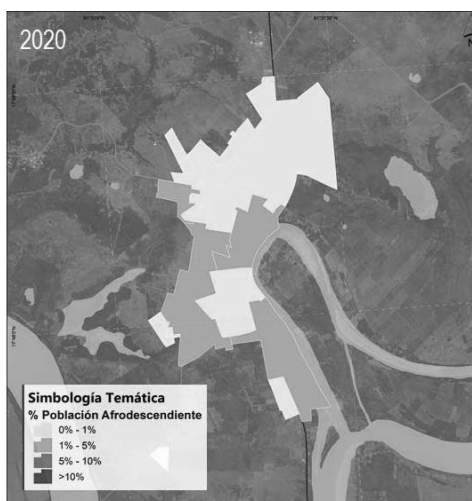 2020
Simbología Temática
% Población Afrodescendiente
0% - 1%
1% - 5%
5% - 10%
>10%